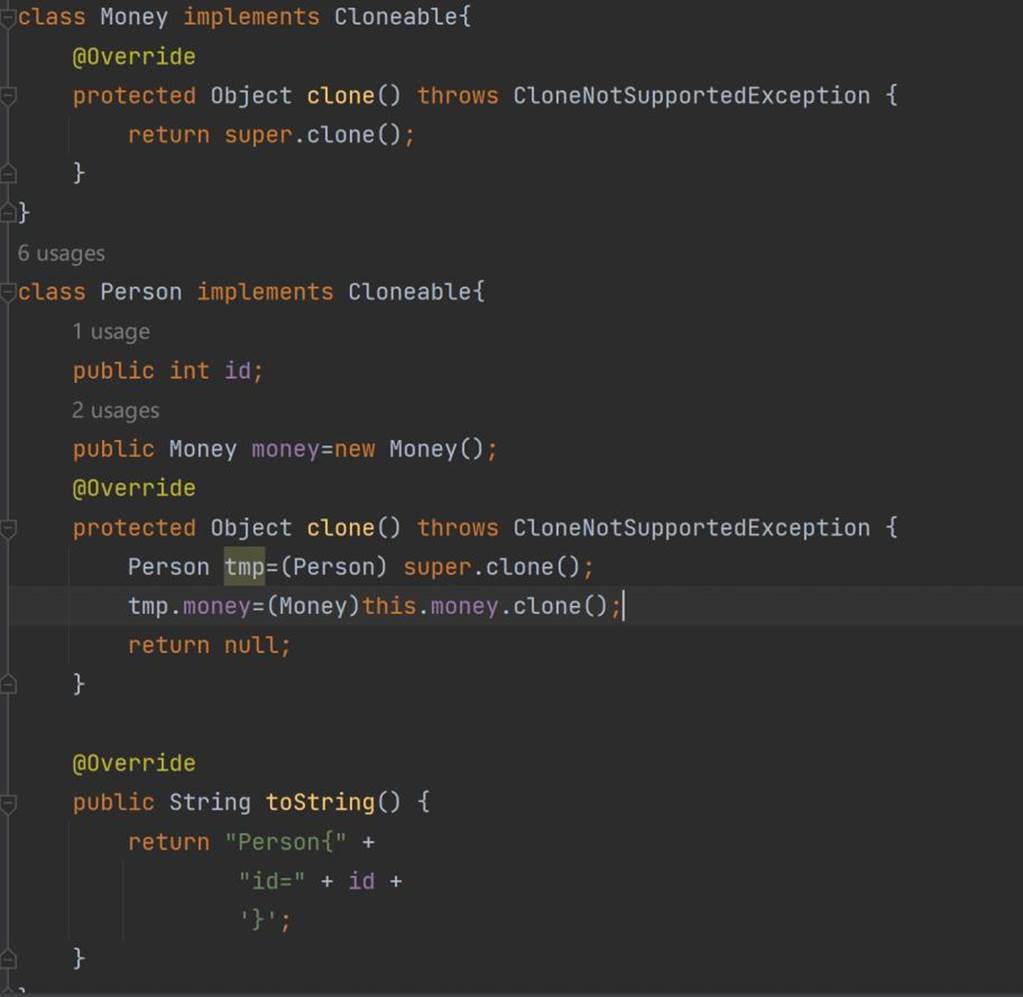 class Money implements Cloneable{
@Override
protected Object clone() throws CloneNotSupportedException {
return super.clone();
}
}
6 usages
class Person implements Cloneable{
1 usage
public int id;
2 usages
public Money money=new Money();
@Override
protected Object clone() throws CloneNotSupportedException {
Person tmp=(Person) super.clone();
tmp.money=(Money)this.money.clone();
return null;
}
@Override
public String toString() {
return "Person{" +
"id=" + id +
'}';
}